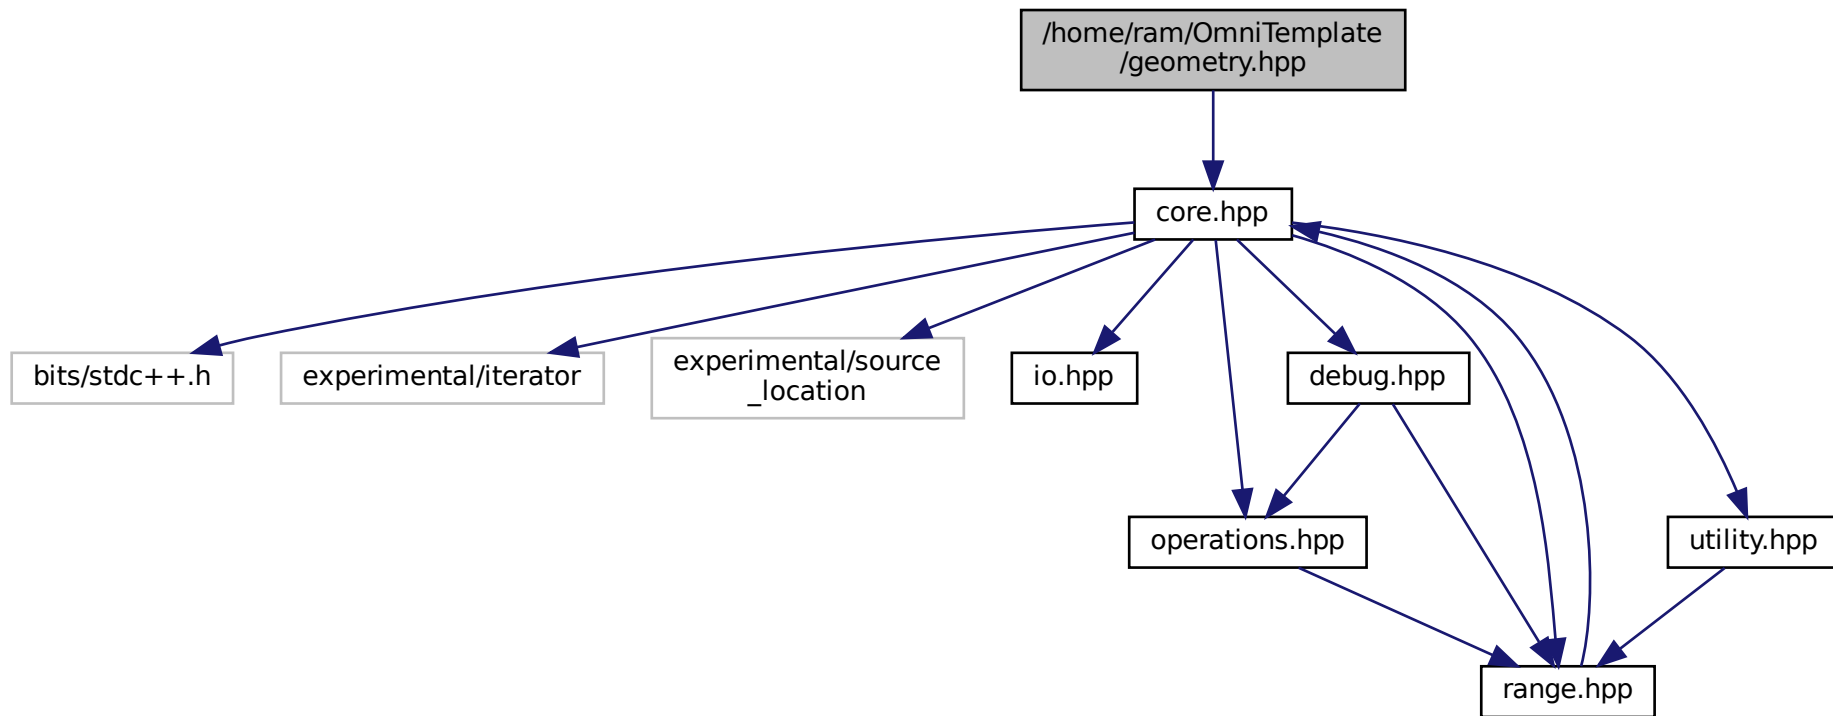 /home/ram/OmniTemplate
/geometry.hpp
core.hpp
bits/stdc++.h
experimental/iterator
experimental/source
_location
io.hpp
debug.hpp
operations.hpp
utility.hpp
range.hpp